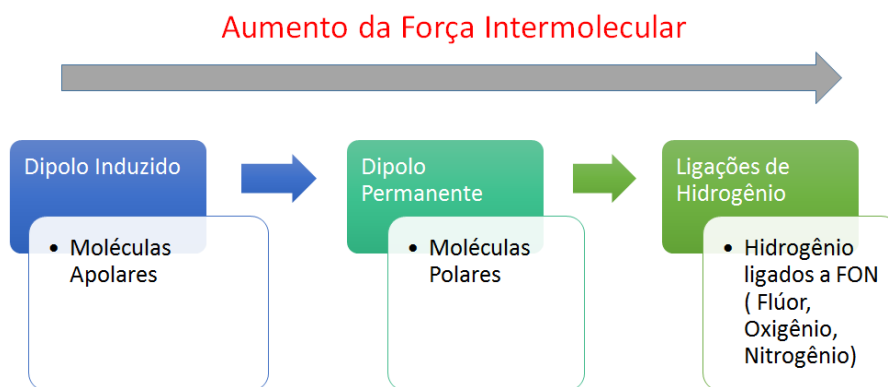 Aumento da Força Intermolecular
Dipolo Induzido
• Moléculas
Apolares
Dipolo
Permanente
• Moléculas
Polares
Ligações de
Hidrogênio
• Hidrogênio
ligados a FON
( Flúor,
Oxigênio,
Nitrogênio)